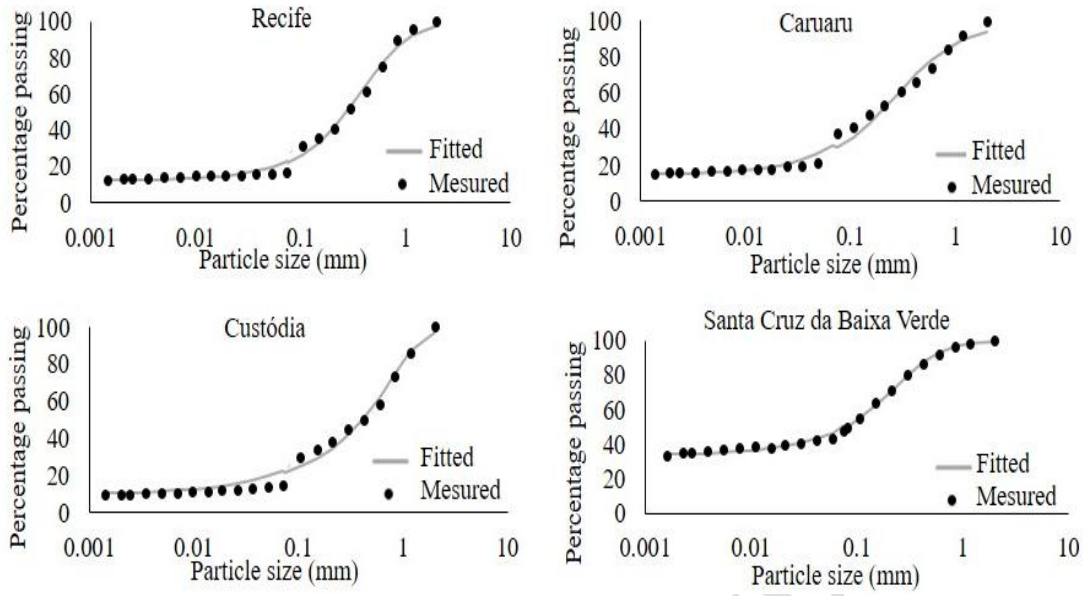 Recife
Percentage passing
100
80
60
40
20
0
Fitted
Mesured
0.001 0.01 0.1 1 10
Particle size (mm)
Caruaru
Percentage passing
100
80
60
40
20
0
Fitted
Mesured
0.001 0.01 0.1 1 10
Particle size (mm)
Custódia
Percentage passing
100
80
60
40
20
0
Fitted
Mesured
0.001 0.01 0.1 1 10
Particle size (mm)
Santa Cruz da Baixa Verde
Percentage passing
100
80
60
40
20
0
Fitted
Mesured
0.001 0.01 0.1 1 10
Particle size (mm)